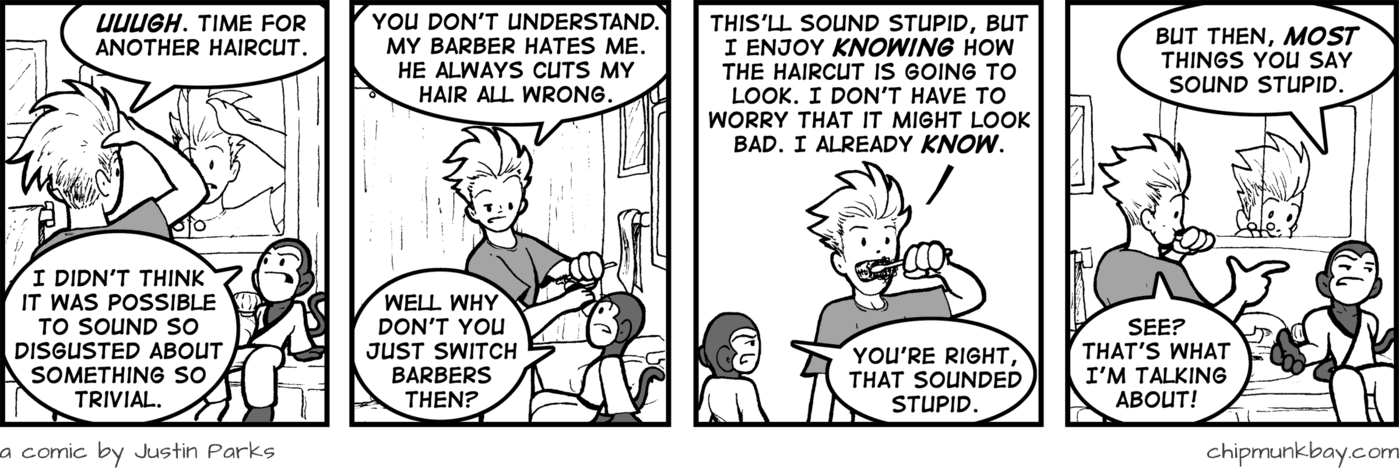 UUUGH. TIME FOR
ANOTHER HAIRCUT.
I DIDN'T THINK
IT WAS POSSIBLE
TO SOUND SO
DISGUSTED ABOUT
SOMETHING SO
TRIVIAL.
YOU DON'T UNDERSTAND.
MY BARBER HATES ME.
HE ALWAYS CUTS MY
HAIR ALL WRONG.
WELL WHY
DON'T YOU
JUST SWITCH
BARBERS
THEN?
THIS'LL SOUND STUPID, BUT
I ENJOY KNOWING HOW
THE HAIRCUT IS GOING TO
LOOK. I DON'T HAVE TO
WORRY THAT IT MIGHT LOOK
BAD. I ALREADY KNOW.
YOU'RE RIGHT,
THAT SOUNDED
STUPID.
BUT THEN, MOST
THINGS YOU SAY
SOUND STUPID.
SEE?
THAT'S WHAT
I'M TALKING
ABOUT!
a comic by Justin Parks
chipmunkbay.com